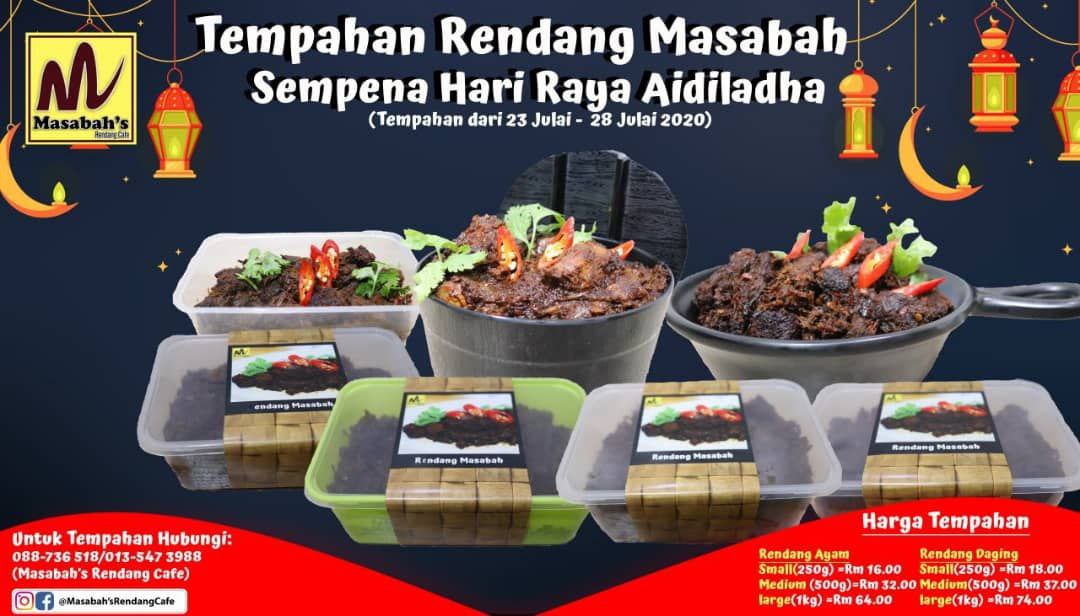 Masabah's
Rendang Cafe
Tempahan Rendang Masabah
Sempena Hari Raya Aidiladha
(Tempahan dari 23 Julai - 28 Julai 2020)
endang Masabah
Rendang Masabah
Rendang Masabah
Rendang Masabah
Untuk Tempahan Hubungi:
088-736 518/013-547 3988
(Masabah's Rendang Cafe)
@Masabah'sRendangCafe
Harga Tempahan
Rendang Ayam
Small(250g) =Rm 16.00
Medium (500g)=Rm 32.00
large(1kg) =Rm 64.00
Rendang Daging
Small(250g) =Rm 18.00
Medium(500g) =Rm 37.00
large(1kg) =Rm 74.00